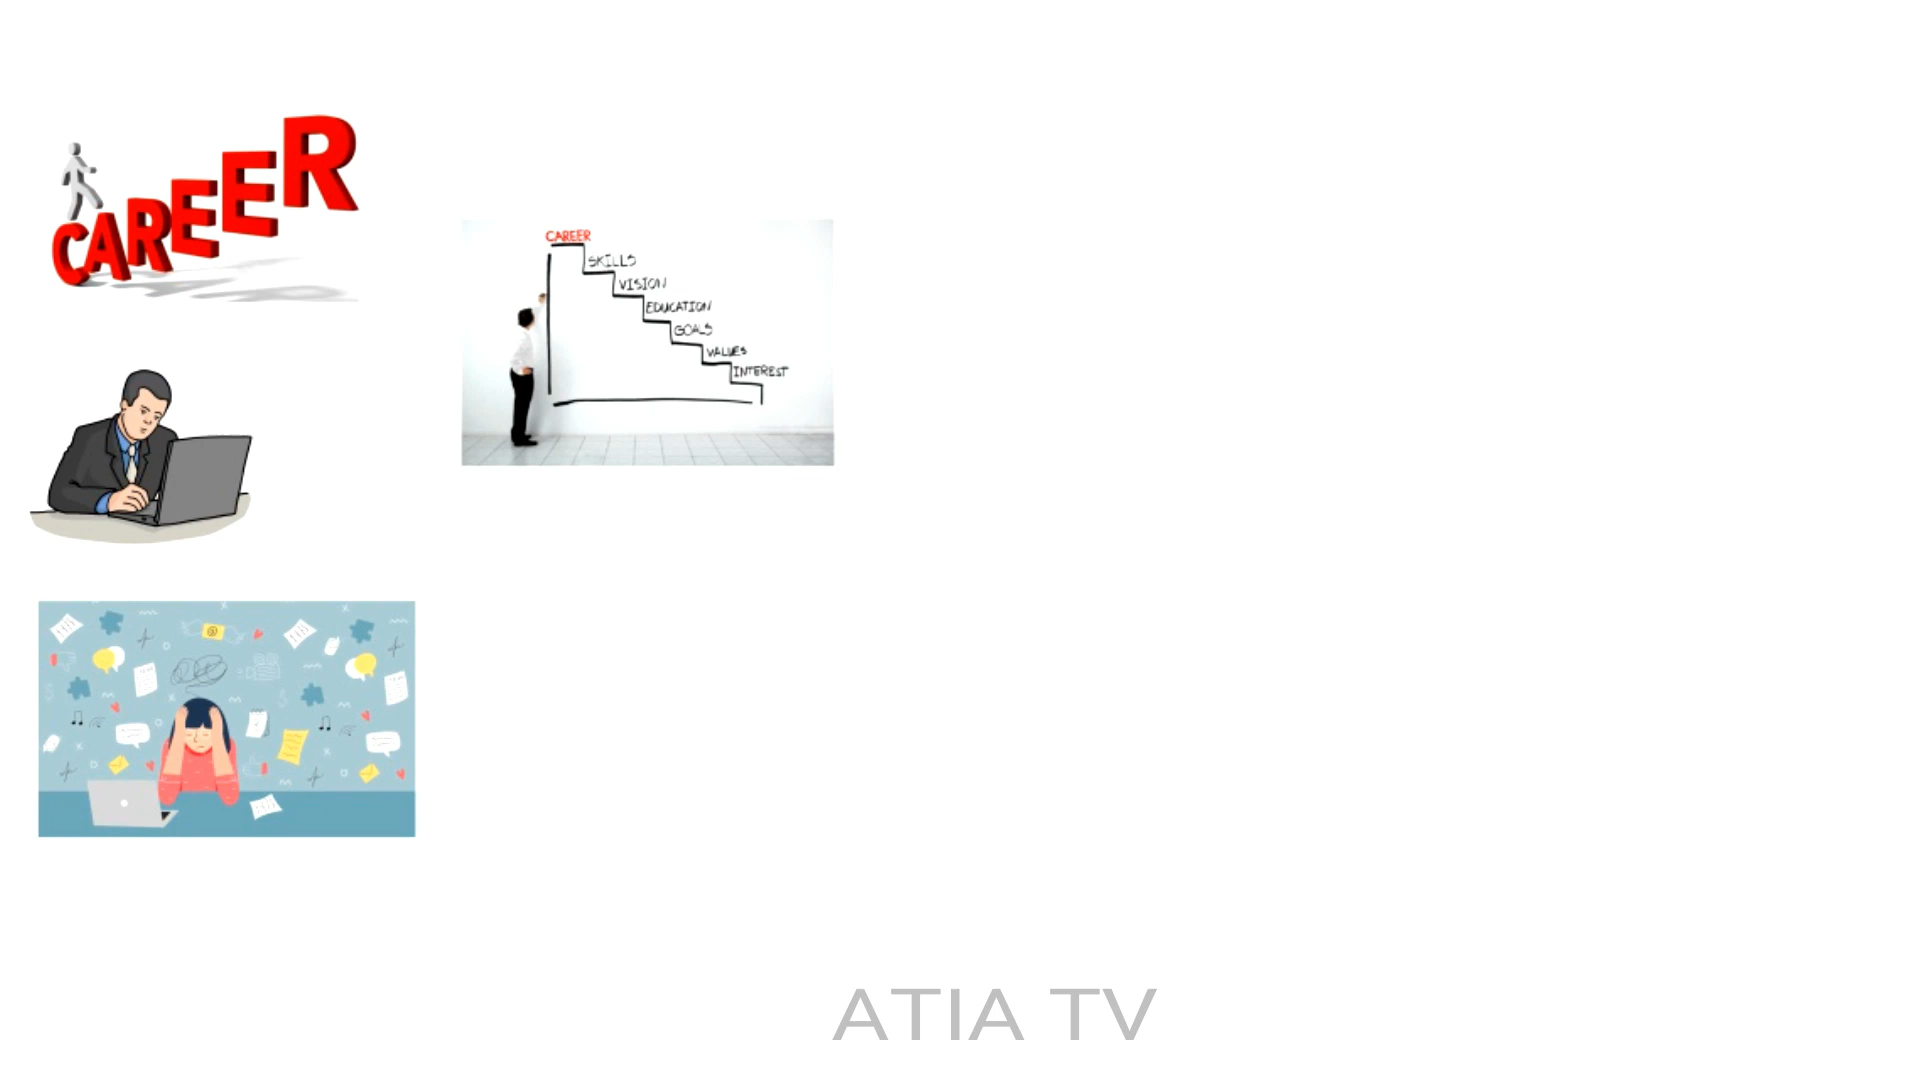 CAREER
CAREER
SKILLS
VISION
EDUCATION
GOALS
VALUES
INTEREST
ATIA TV